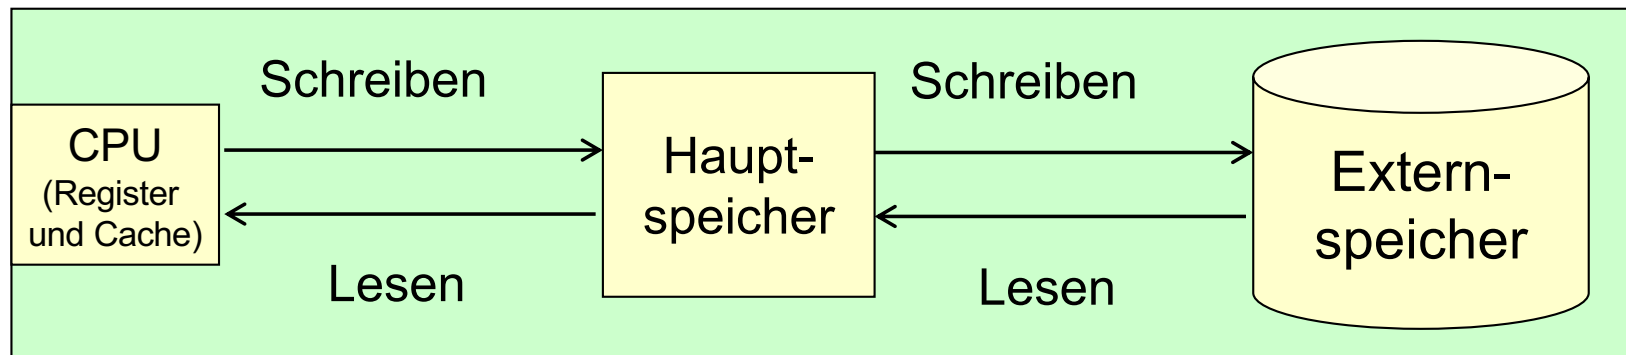 Schreiben
Schreiben
CPU
(Register
und Cache)
Haupt-
speicher
Extern-
speicher
Lesen
Lesen